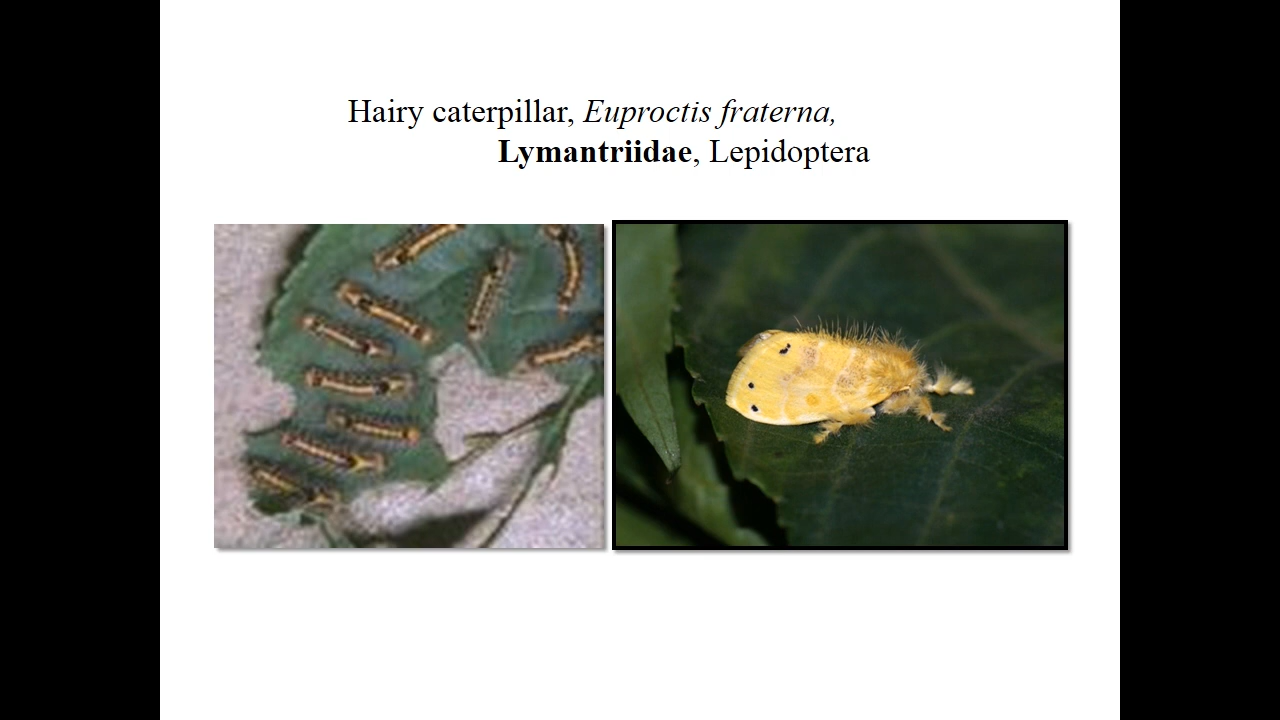 Hairy caterpillar, Euproctis fraterna,
Lymantriidae, Lepidoptera